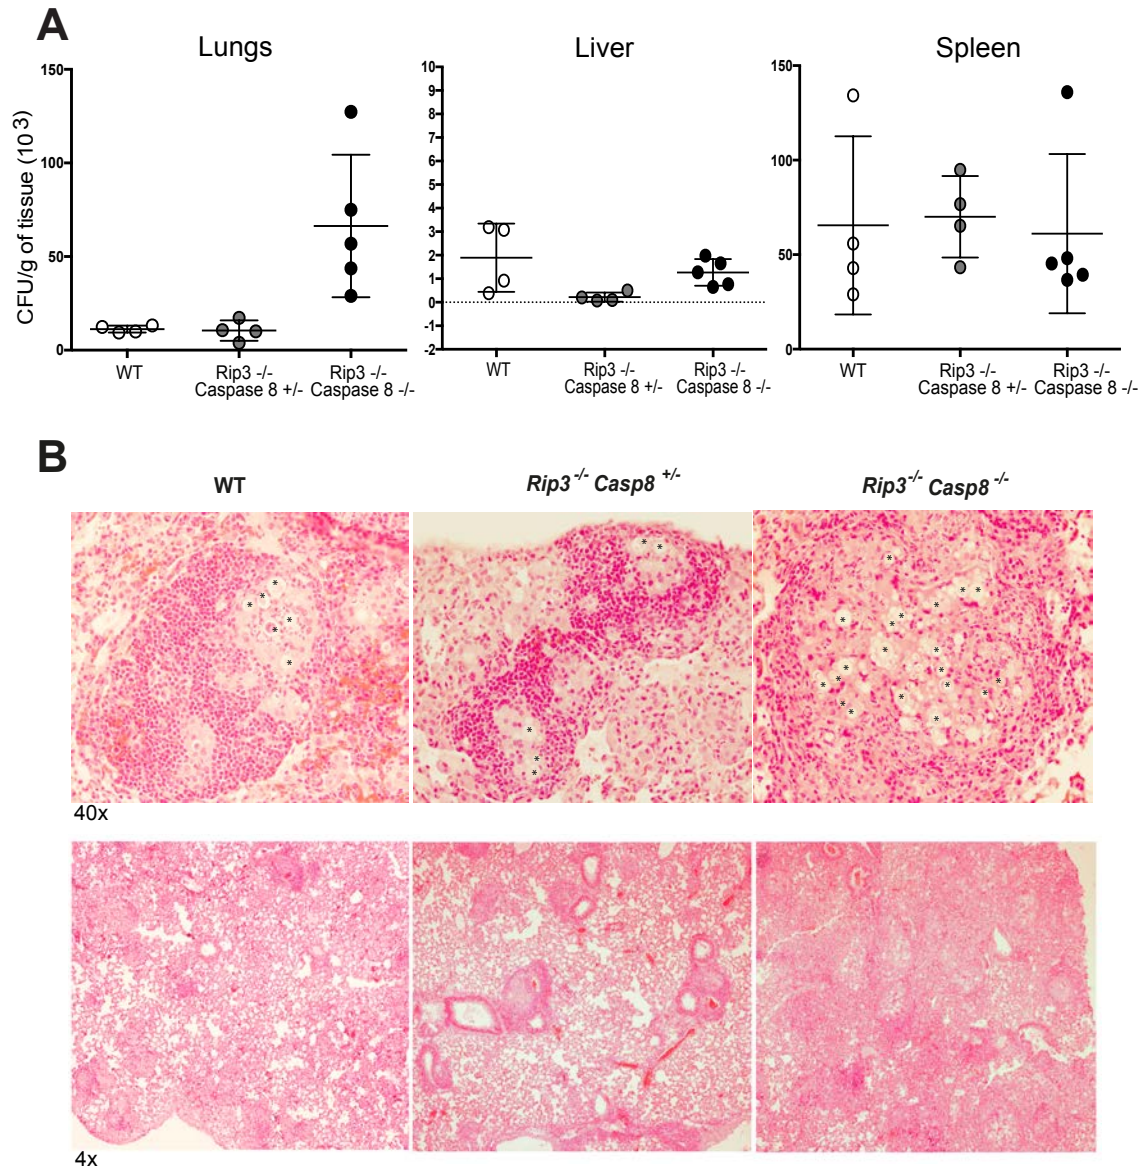 A
Lungs
Liver
Spleen
CFU/g of tissue (10 3)
150
100
50
0
WT
Rip3 -/-
Caspase 8 +/-
Rip3 -/-
Caspase 8 -/-
10
9
8
7
6
5
4
3
2
1
0
-1
-2
WT
Rip3 -/-
Caspase 8 +/-
Rip3 -/-
Caspase 8 -/-
150
100
50
0
WT
Rip3 -/-
Caspase 8 +/-
Rip3 -/-
Caspase 8 -/-
B
WT
Rip3 -/- Casp8 +/-
Rip3 -/- Casp8 -/-
40x
4x